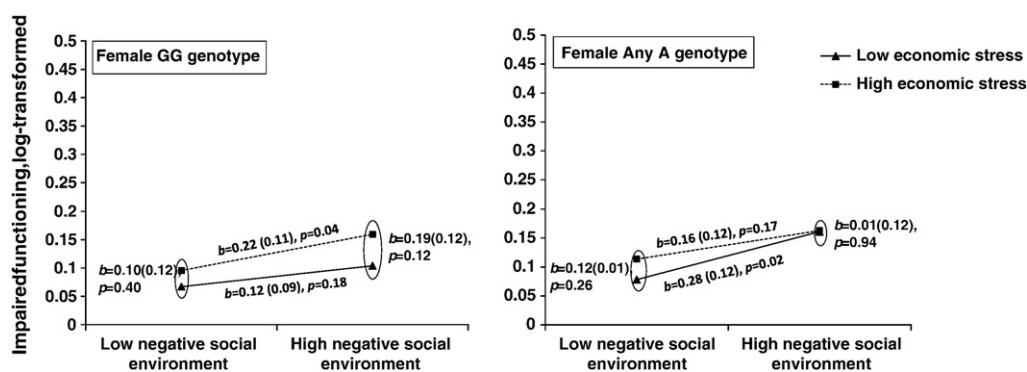 Impairedfunctioning,log-transformed
0.5
0.45
0.4
0.35
0.3
0.25
0.2
0.15
0.1
0.05
0
Female GG genotype
b=0.22 (0.11), p=0.04
b=0.19(0.12),
p=0.12
b=0.10(0.12),
p=0.40
b=0.12 (0.09), p=0.18
Low negative social
environment
High negative social
environment
0.5
0.45
0.4
0.35
0.3
0.25
0.2
0.15
0.1
0.05
0
Female Any A genotype
Low economic stress
High economic stress
b=0.16 (0.12), p=0.17
b=0.01(0.12),
p=0.94
b=0.12(0.01),
p=0.26
b=0.28 (0.12), p=0.02
Low negative social
environment
High negative social
environment